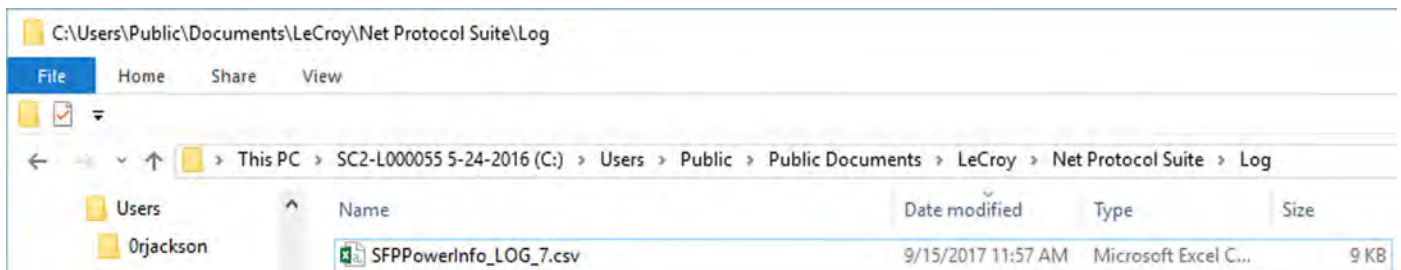 C:\Users\Public\Documents\LeCroy\Net Protocol Suite\Log
File Home Share View
This PC > SC2-L000055 5-24-2016 (C:) > Users > Public > Public Documents > LeCroy > Net Protocol Suite > Log
Users Name Date modified Type Size
0rjackson SFPPowerInfo_LOG_7.csv 9/15/2017 11:57 AM Microsoft Excel C... 9 KB